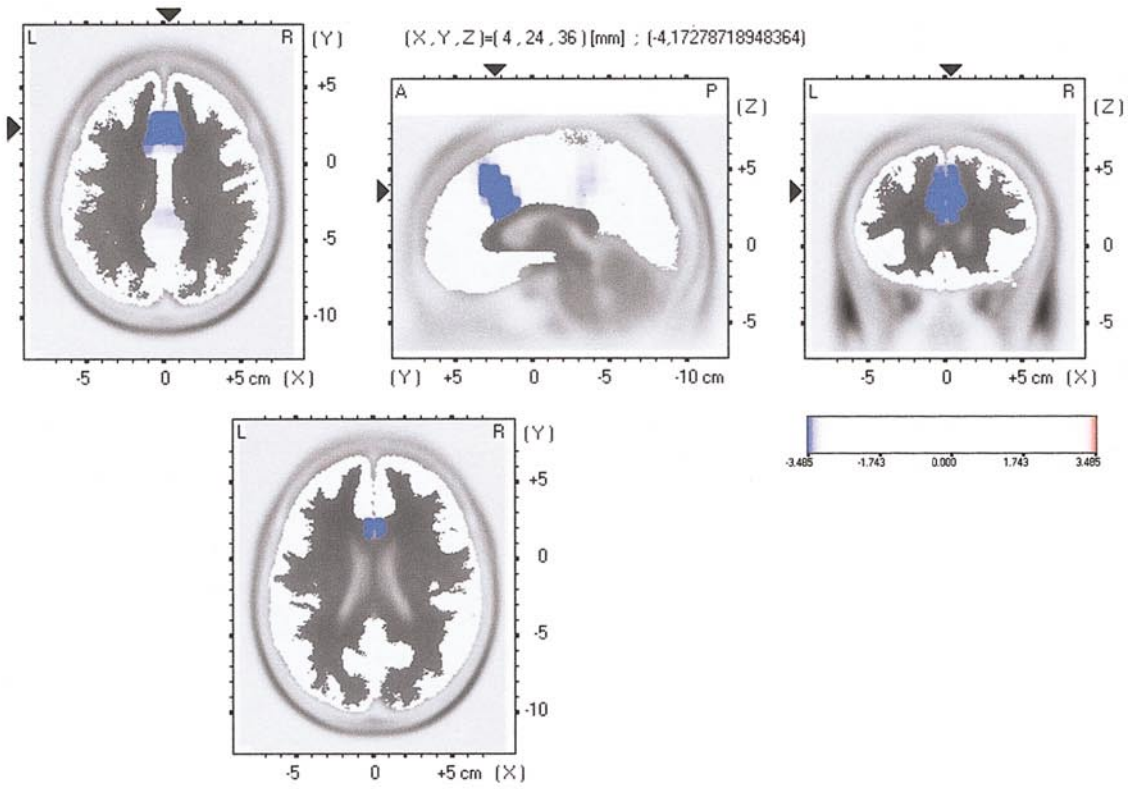 (X,Y,Z)=( 4 , 24 , 36 ) [mm] ; (-4,17278718948364)
L R (Y)
+5
0
-5
-10
-5 0 +5 cm (X)
A P (Z)
+5
0
-5
(Y) +5 0 -5 -10 cm
L R (Z)
+5
0
-5
-5 0 +5 cm (X)
-3.485 -1.743 0.000 1.743 3.485
L R (Y)
+5
0
-5
-10
-5 0 +5 cm (X)